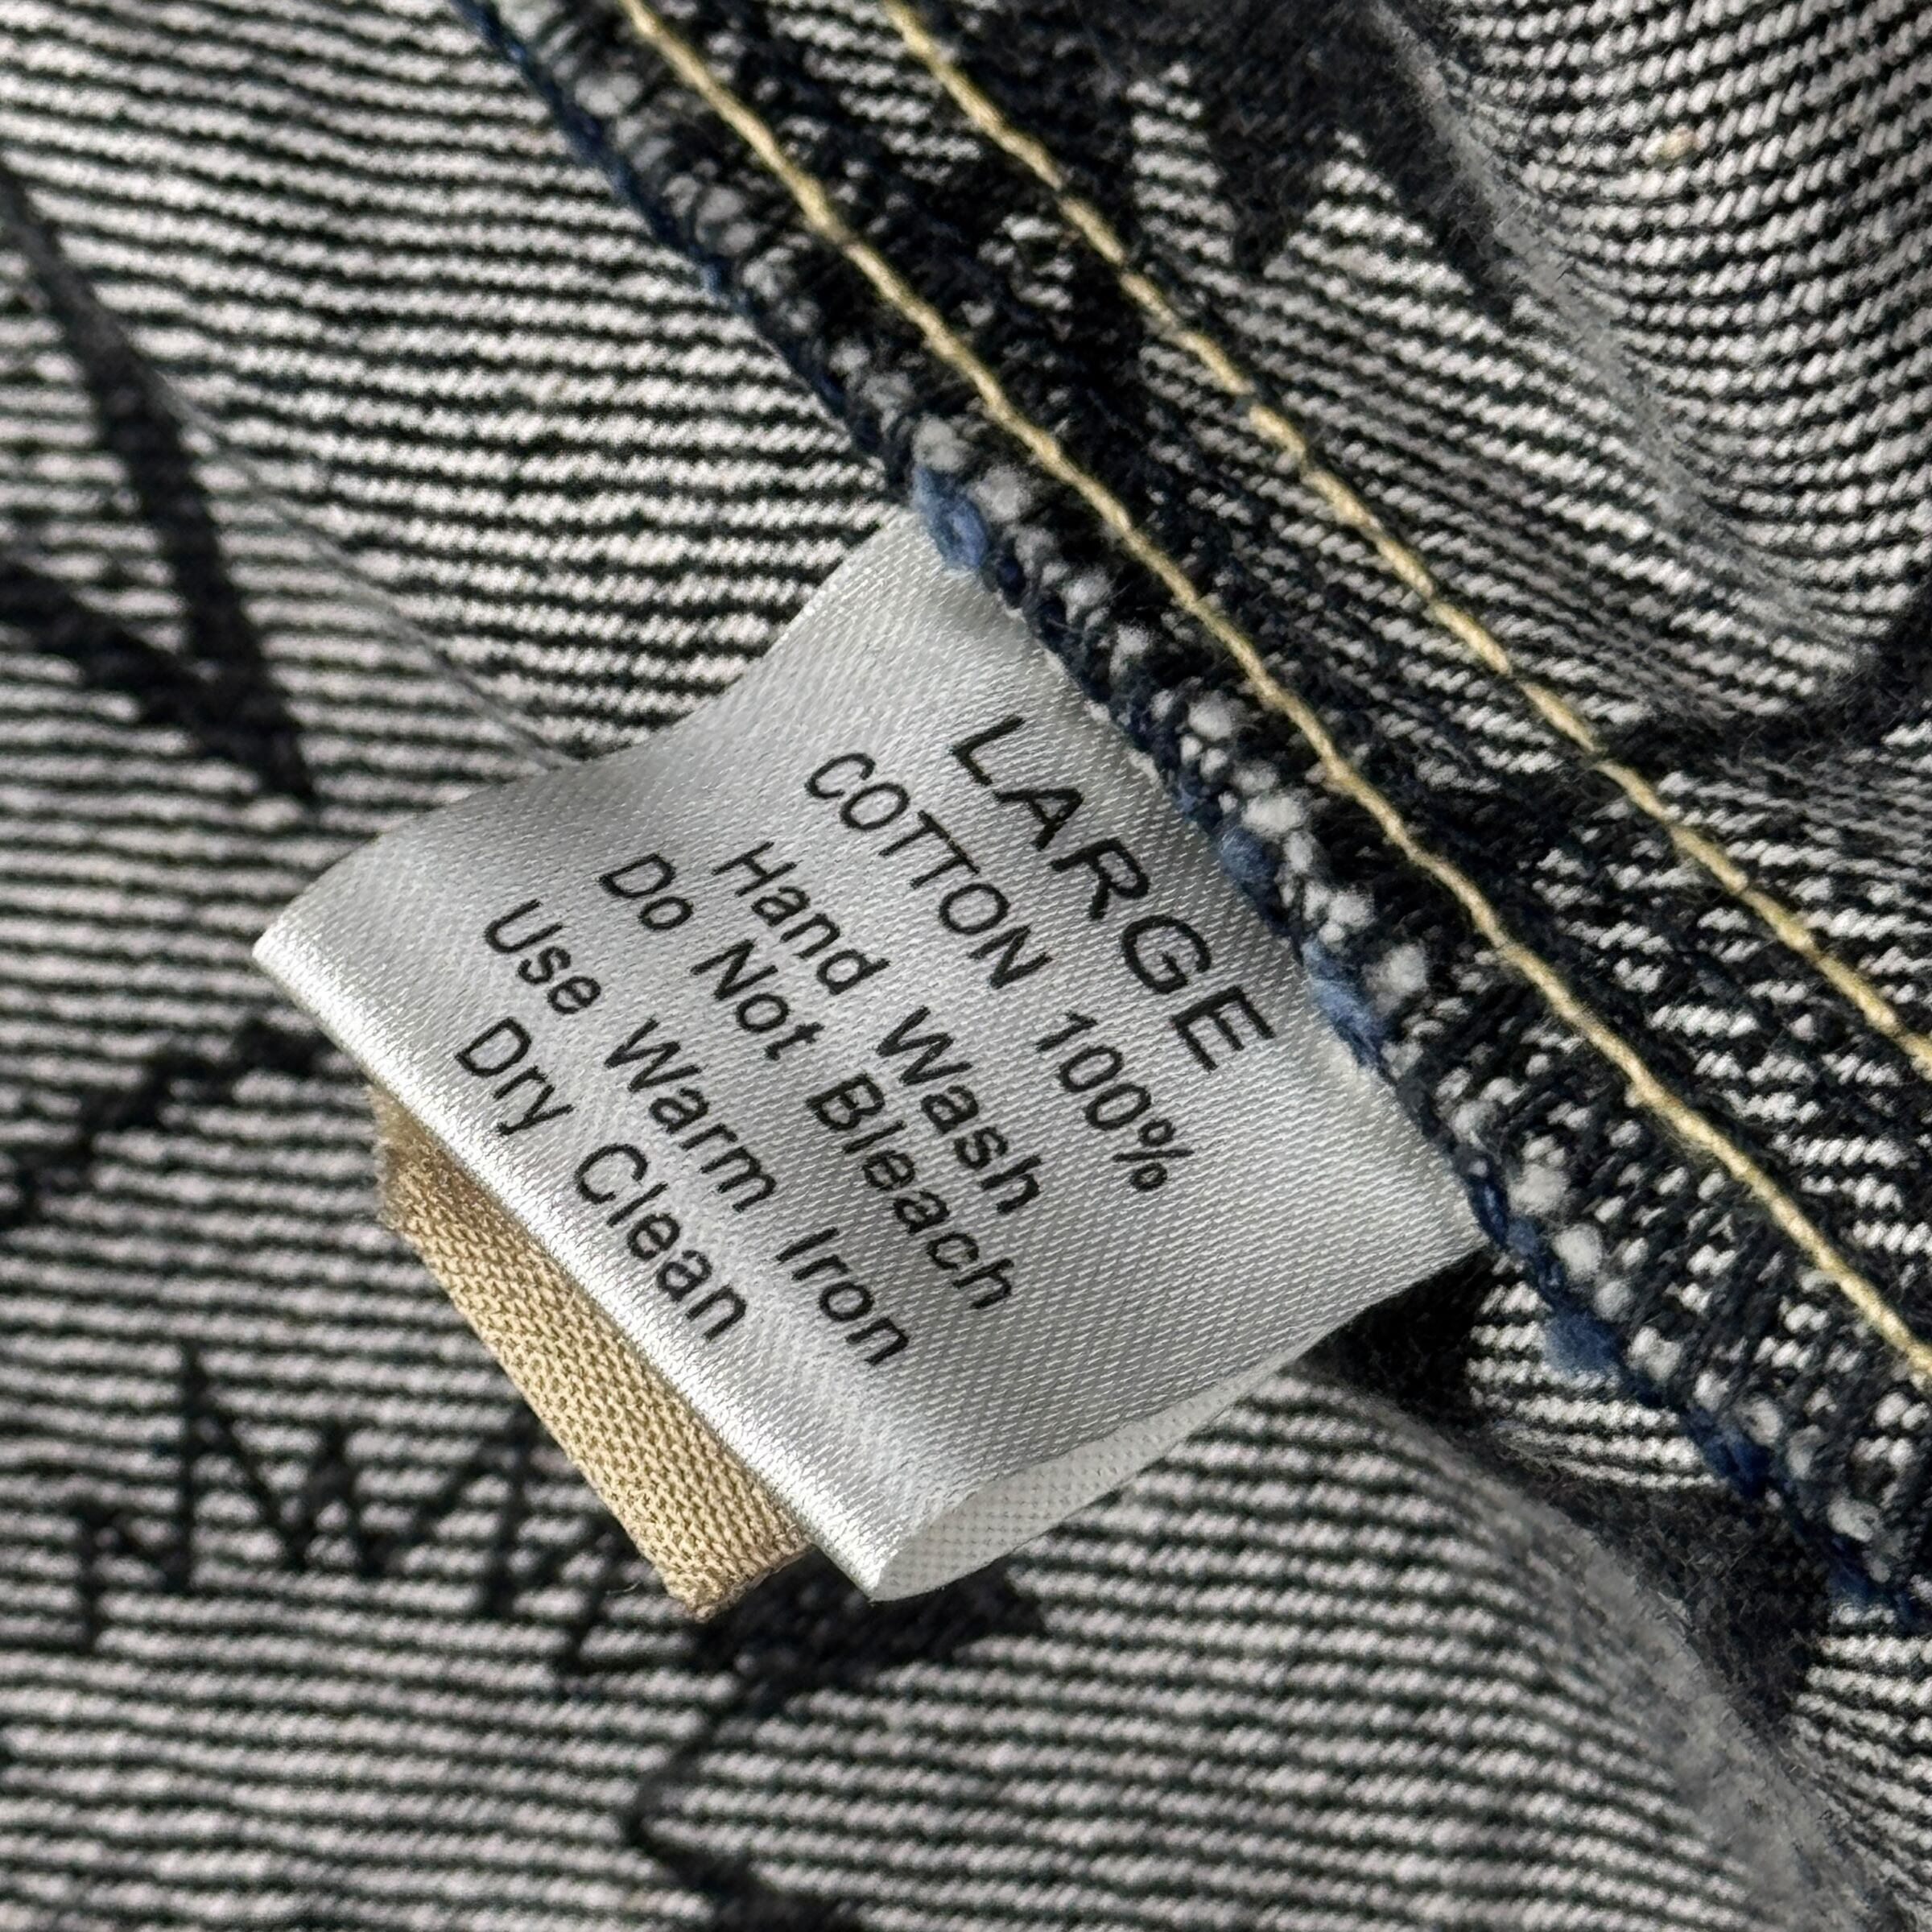 LARGE
COTTON 100%
Hand Wash
Do Not Bleach
Use Warm Iron
Dry Clean